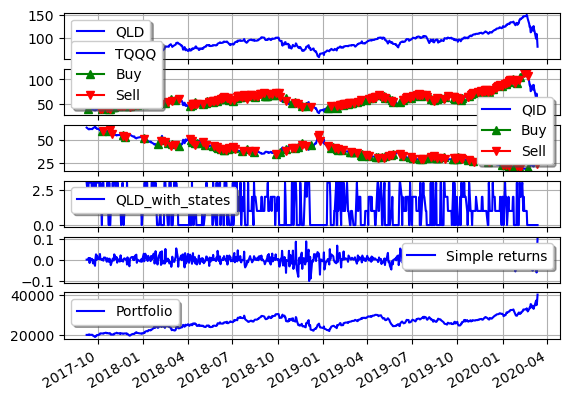 150
100
QLD
TQQQ
Buy
Sell
100
50
QID
Buy
Sell
50
25
2.5
0.0
QLD_with_states
0.1
0.0
−0.1
Simple returns
40000
20000
Portfolio
2017-10
2018-01
2018-04
2018-07
2018-10
2019-01
2019-04
2019-07
2019-10
2020-01
2020-04